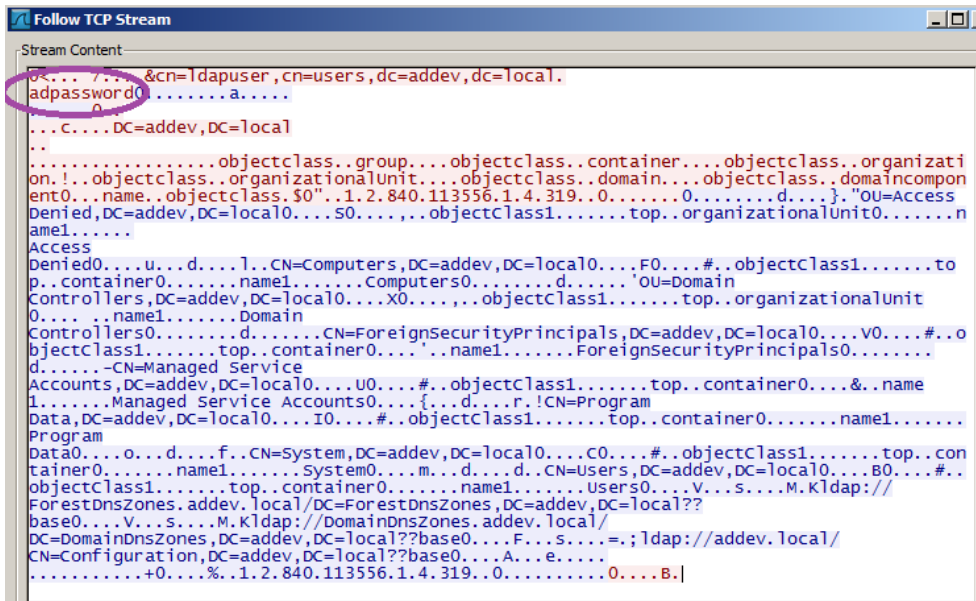 Follow TCP Stream
Stream Content
0<... 7...&cn=ldapuser,cn=users,dc=addev,dc=local.
adpassword0........a.....
......0..
...c....DC=addev,DC=local
..
..................objectclass..group....objectclass..container....objectclass..organizati
on.!..objectclass..organizationalUnit....objectclass..domain....objectclass..domaincompon
ent0...name..objectclass.$0"..1.2.840.113556.1.4.319..0.......0........d....}."OU=Access
Denied,DC=addev,DC=local0....S0....,..objectClass1.......top..organizationalUnit0.......n
ame1......
Access
Denied0....u...d....l..CN=Computers,DC=addev,DC=local0....F0....#..objectClass1.......to
p..container0.......name1.......Computers0........d......'OU=Domain
Controllers,DC=addev,DC=local0....X0....,..objectClass1.......top..organizationalUnit
0.... ..name1.......Domain
Controllers0........d.......CN=ForeignSecurityPrincipals,DC=addev,DC=local0....V0....#..o
bjectClass1.......top..container0....'..name1.......ForeignSecurityPrincipals0........
d......-CN=Managed Service
Accounts,DC=addev,DC=local0....U0....#..objectClass1.......top..container0....&..name
1.......Managed Service Accounts0....{...d....r.!CN=Program
Data,DC=addev,DC=local0....I0....#..objectClass1.......top..container0.......name1.......
Program
Data0....o...d....f..CN=System,DC=addev,DC=local0....C0....#..objectClass1.......top..con
tainer0.......name1.......System0....m...d....d..CN=Users,DC=addev,DC=local0....B0....#..
objectClass1.......top..container0.......name1.......Users0....V...s....M.Kldap://
ForestDnsZones.addev.local/DC=ForestDnsZones,DC=addev,DC=local??
base0....V...s....M.Kldap://DomainDnsZones.addev.local/
DC=DomainDnsZones,DC=addev,DC=local??base0....F...s....=.;ldap://addev.local/
CN=Configuration,DC=addev,DC=local??base0....A...e.....
...........+0....%..1.2.840.113556.1.4.319..0..........0....B.